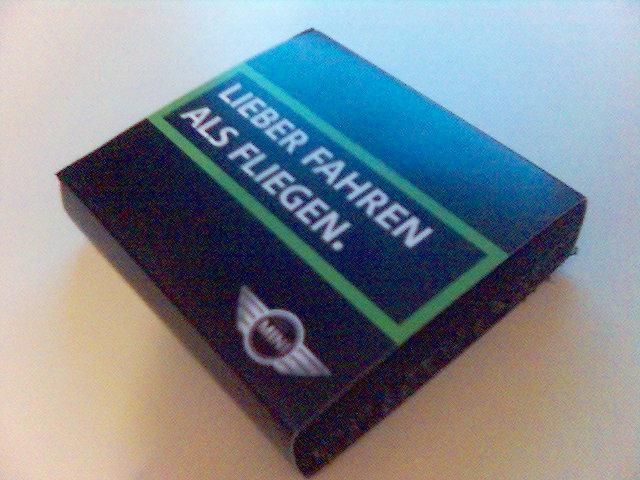 LIEBER FAHREN
ALS FLIEGEN.
MINI